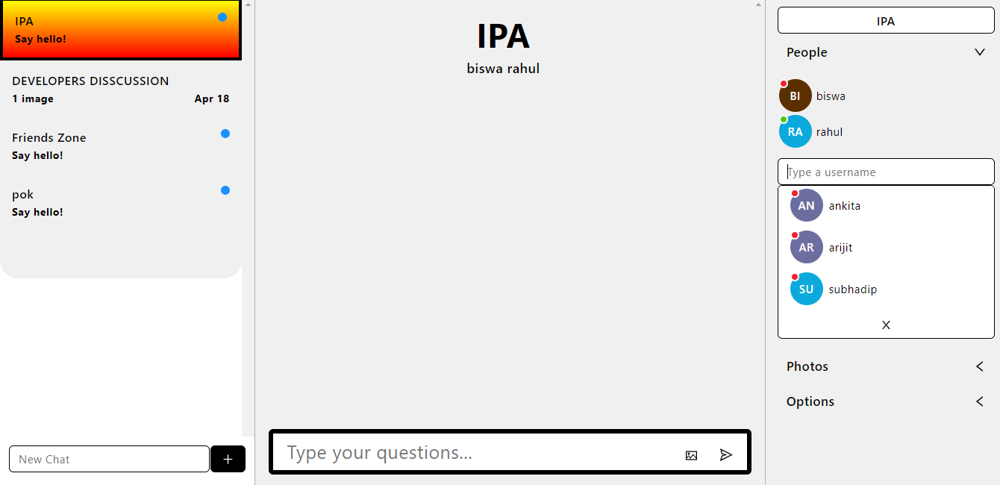 IPA
Say hello!
DEVELOPERS DISSCUSSION
1 image Apr 18
Friends Zone
Say hello!
pok
Say hello!
New Chat +
IPA
biswa rahul
Type your questions...
IPA
People
BI biswa
RA rahul
Type a username
AN ankita
AR arijit
SU subhadip
X
Photos
Options